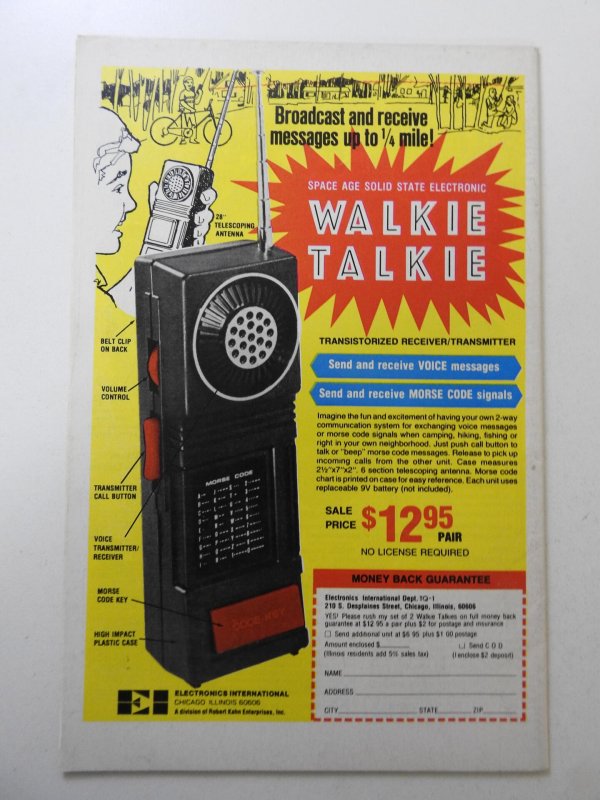 Broadcast and receive
messages up to 1/4 mile!
SPACE AGE SOLID STATE ELECTRONIC
WALKIE
TALKIE
28"
TELESCOPING
ANTENNA
BELT CLIP
ON BACK
VOLUME
CONTROL
TRANSMITTER
CALL BUTTON
VOICE
TRANSMITTER/
RECEIVER
MORSE
CODE KEY
HIGH IMPACT
PLASTIC CASE
MORSE CODE
CODE KEY
TRANSISTORIZED RECEIVER/TRANSMITTER
Send and receive VOICE messages
Send and receive MORSE CODE signals
Imagine the fun and excitement of having your own 2-way
communication system for exchanging voice messages
or morse code signals when camping, hiking, fishing or
right in your own neighborhood. Just push call button to
talk or "beep" morse code messages. Release to pick up
incoming calls from the other unit. Case measures
2½"x7"x2". 6 section telescoping antenna. Morse code
chart is printed on case for easy reference. Each unit uses
replaceable 9V battery (not included).
SALE
PRICE $12.95
PAIR
NO LICENSE REQUIRED
MONEY BACK GUARANTEE
Electronics International Dept. TQ-1
210 S. Desplaines Street, Chicago, Illinois, 60606
YES! Please rush my set of 2 Walkie Talkies on full money back
guarantee at $12.95 a pair plus $2 for postage and insurance
Send additional unit at $6.95 plus $1.00 postage
Amount enclosed $ Send C O D
(Illinois residents add 5% sales tax) (I enclose $2 deposit)
NAME
ADDRESS
CITY STATE ZIP
ELECTRONICS INTERNATIONAL
CHICAGO ILLINOIS 60606
A division of Robert Kahn Enterprises, Inc.